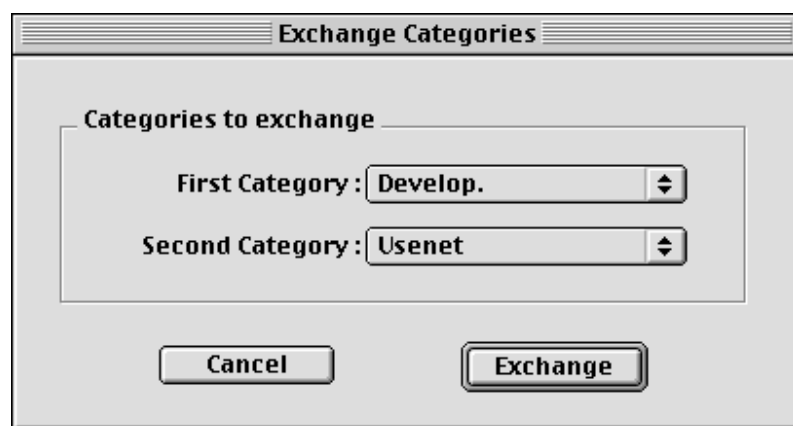 Exchange Categories
Categories to exchange
First Category : Develop.
Second Category : Usenet
Cancel Exchange